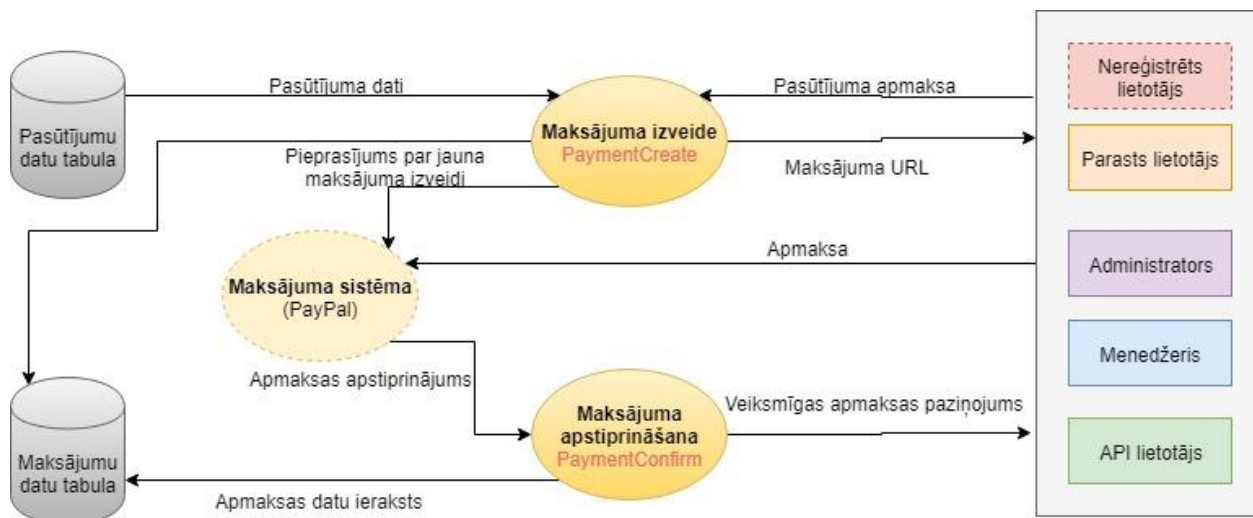 Pasūtījumu
datu tabula
Pasūtījuma dati
Maksājuma izveide
PaymentCreate
Pasūtījuma apmaksa
Maksājuma URL
Pieprasījums par jauna
maksājuma izveidi
Nereģistrēts
lietotājs
Parasts lietotājs
Administrators
Menedžeris
API lietotājs
Apmaksa
Maksājuma sistēma
(PayPal)
Apmaksas apstiprinājums
Maksājuma
apstiprināšana
PaymentConfirm
Veiksmīgas apmaksas paziņojums
Maksājumu
datu tabula
Apmaksas datu ieraksts